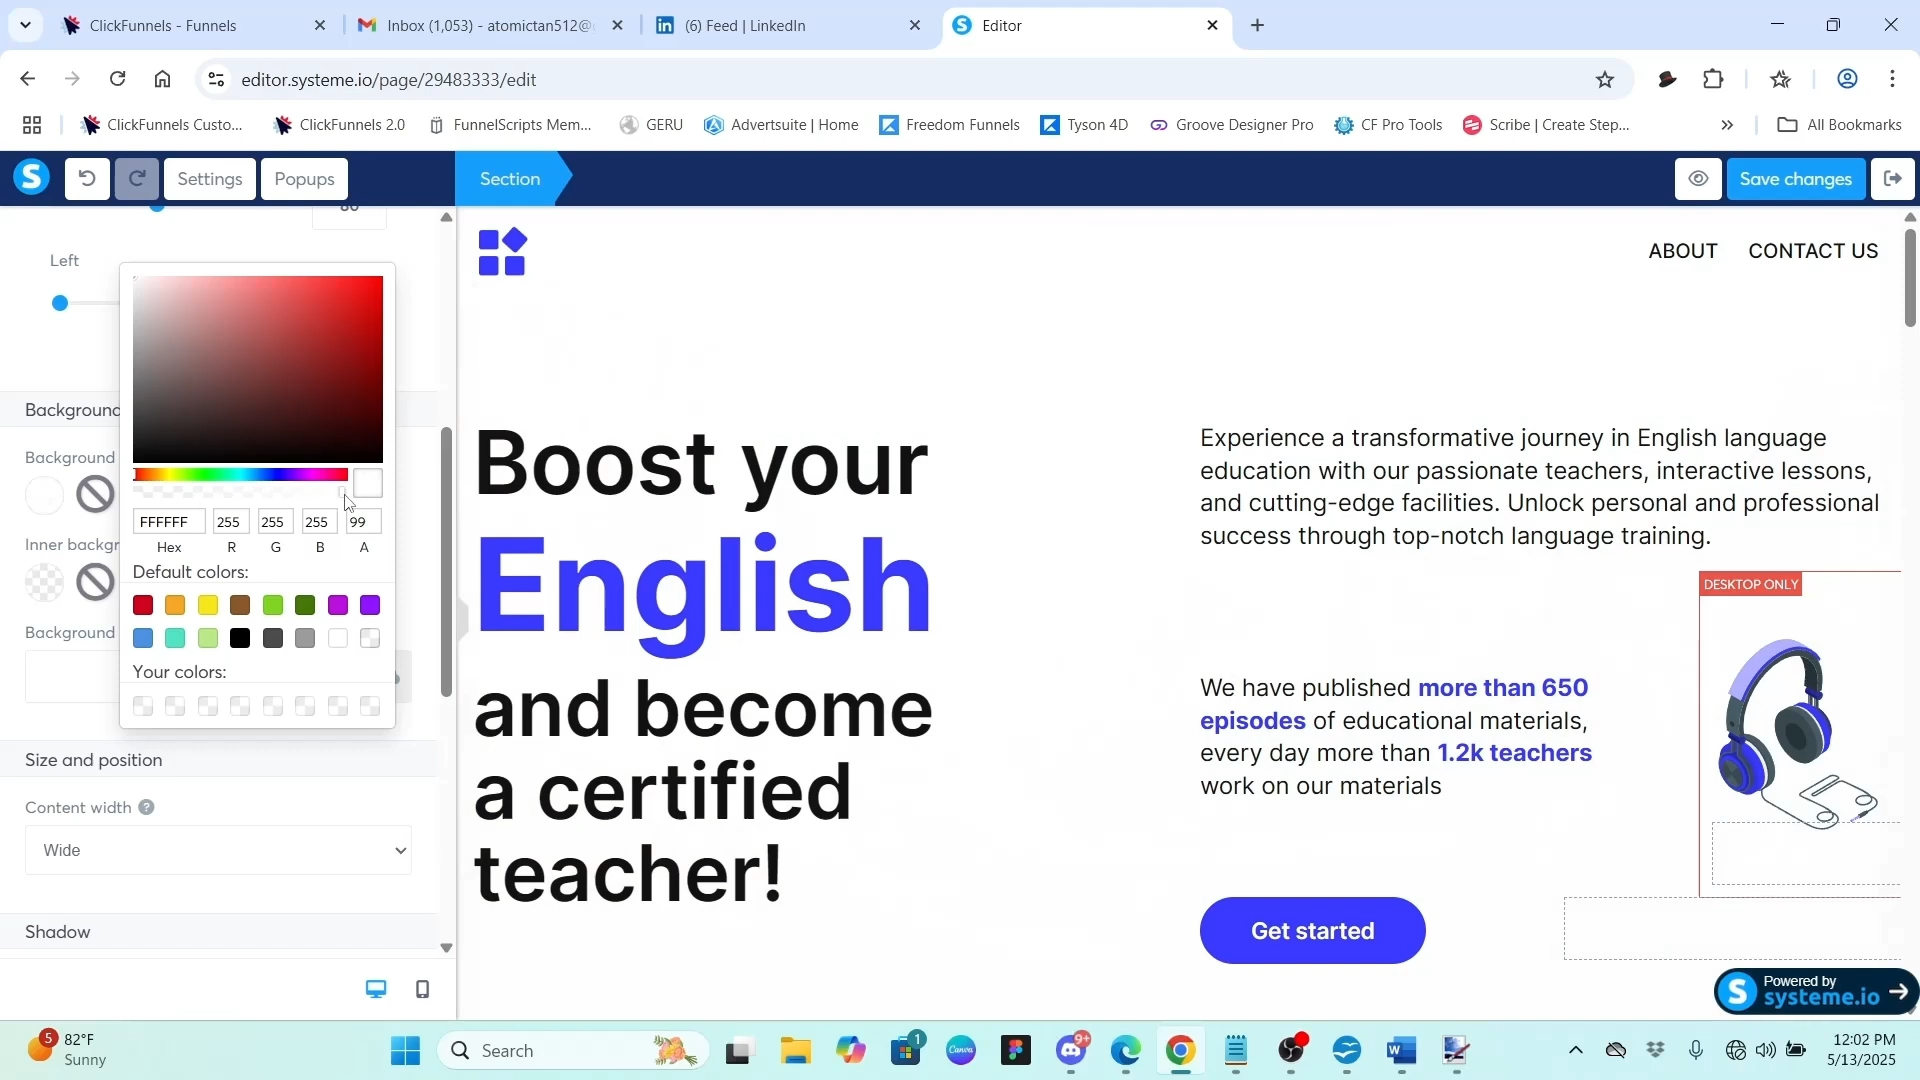 ClickFunnels - Funnels
Inbox (1,053) - atomictan512@
(6) Feed | LinkedIn
Editor
editor.systeme.io/page/29483333/edit
ClickFunnels Custo...
ClickFunnels 2.0
FunnelScripts Mem...
GERU
Advertsuite | Home
Freedom Funnels
Tyson 4D
Groove Designer Pro
CF Pro Tools
Scribe | Create Step...
All Bookmarks
Settings
Popups
Section
Save changes
80
Left
Background
Background
Inner backgr
Background
FFFFFF 255 255 255 99
Hex R G B A
Default colors:
Your colors:
Size and position
Content width
Wide
Shadow
ABOUT CONTACT US
Boost your
English
and become
a certified
teacher!
Experience a transformative journey in English language
education with our passionate teachers, interactive lessons,
and cutting-edge facilities. Unlock personal and professional
success through top-notch language training.
DESKTOP ONLY
We have published more than 650
episodes of educational materials,
every day more than 1.2k teachers
work on our materials
Get started
Powered by
systeme.io
5
82°F
Sunny
Search
1
Canva
9+
W
12:02 PM
5/13/2025